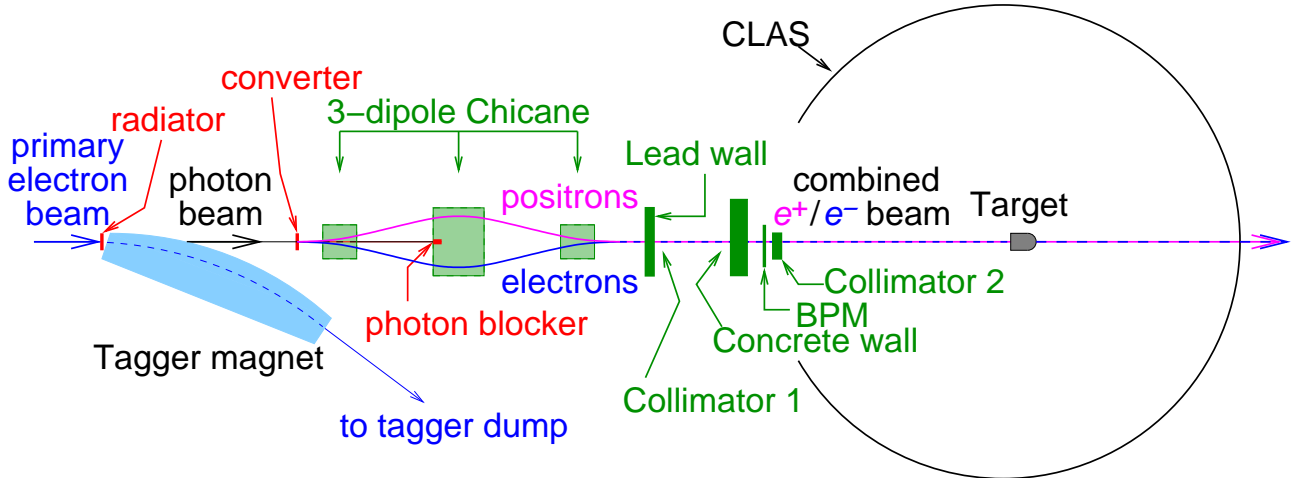 CLAS
converter
3−dipole Chicane
radiator
primary
electron
beam
photon
beam
positrons
Lead wall
combined
e+/e− beam
Target
electrons
Collimator 2
photon blocker
BPM
Concrete wall
Tagger magnet
Collimator 1
to tagger dump